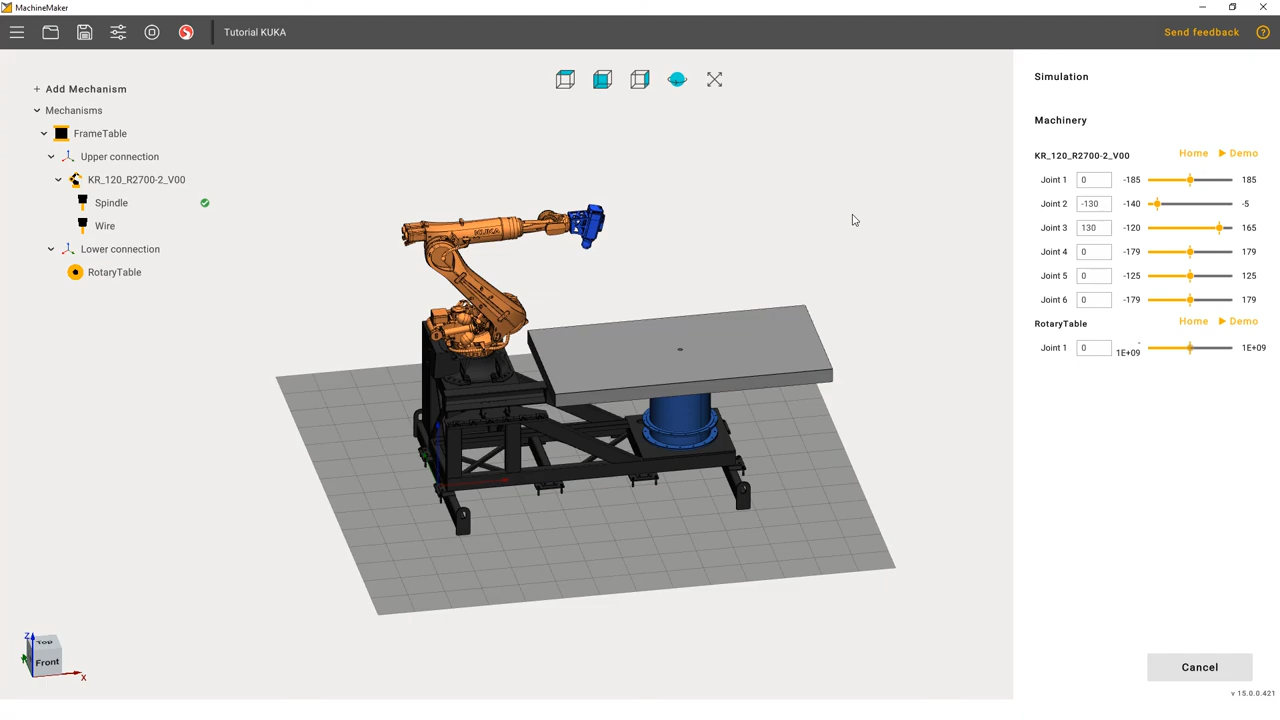 MachineMaker
Tutorial KUKA
Send feedback
+ Add Mechanism
Mechanisms
FrameTable
Upper connection
KR_120_R2700-2_V00
Spindle
Wire
Lower connection
RotaryTable
KUKA
TOP
Front
Z
X
Simulation
Machinery
KR_120_R2700-2_V00 Home Demo
Joint 1 0 -185 185
Joint 2 -130 -140 -5
Joint 3 130 -120 165
Joint 4 0 -179 179
Joint 5 0 -125 125
Joint 6 0 -179 179
RotaryTable Home Demo
Joint 1 0 -1E+09 1E+09
Cancel
v 15.0.0.421